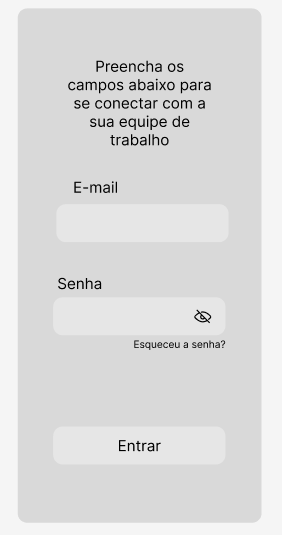 Preencha os
campos abaixo para
se conectar com a
sua equipe de
trabalho
E-mail
Senha
Esqueceu a senha?
Entrar